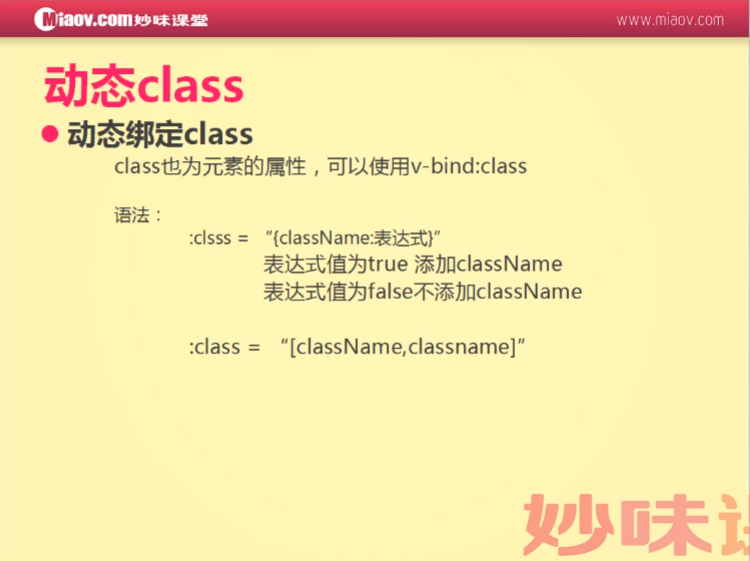 Miaov.com妙味课堂
www.miaov.com
动态class
动态绑定class
class也为元素的属性，可以使用v-bind:class
语法：
:clsss = “{className:表达式}”
表达式值为true 添加className
表达式值为false不添加className
:class = “[className,classname]”
妙味课